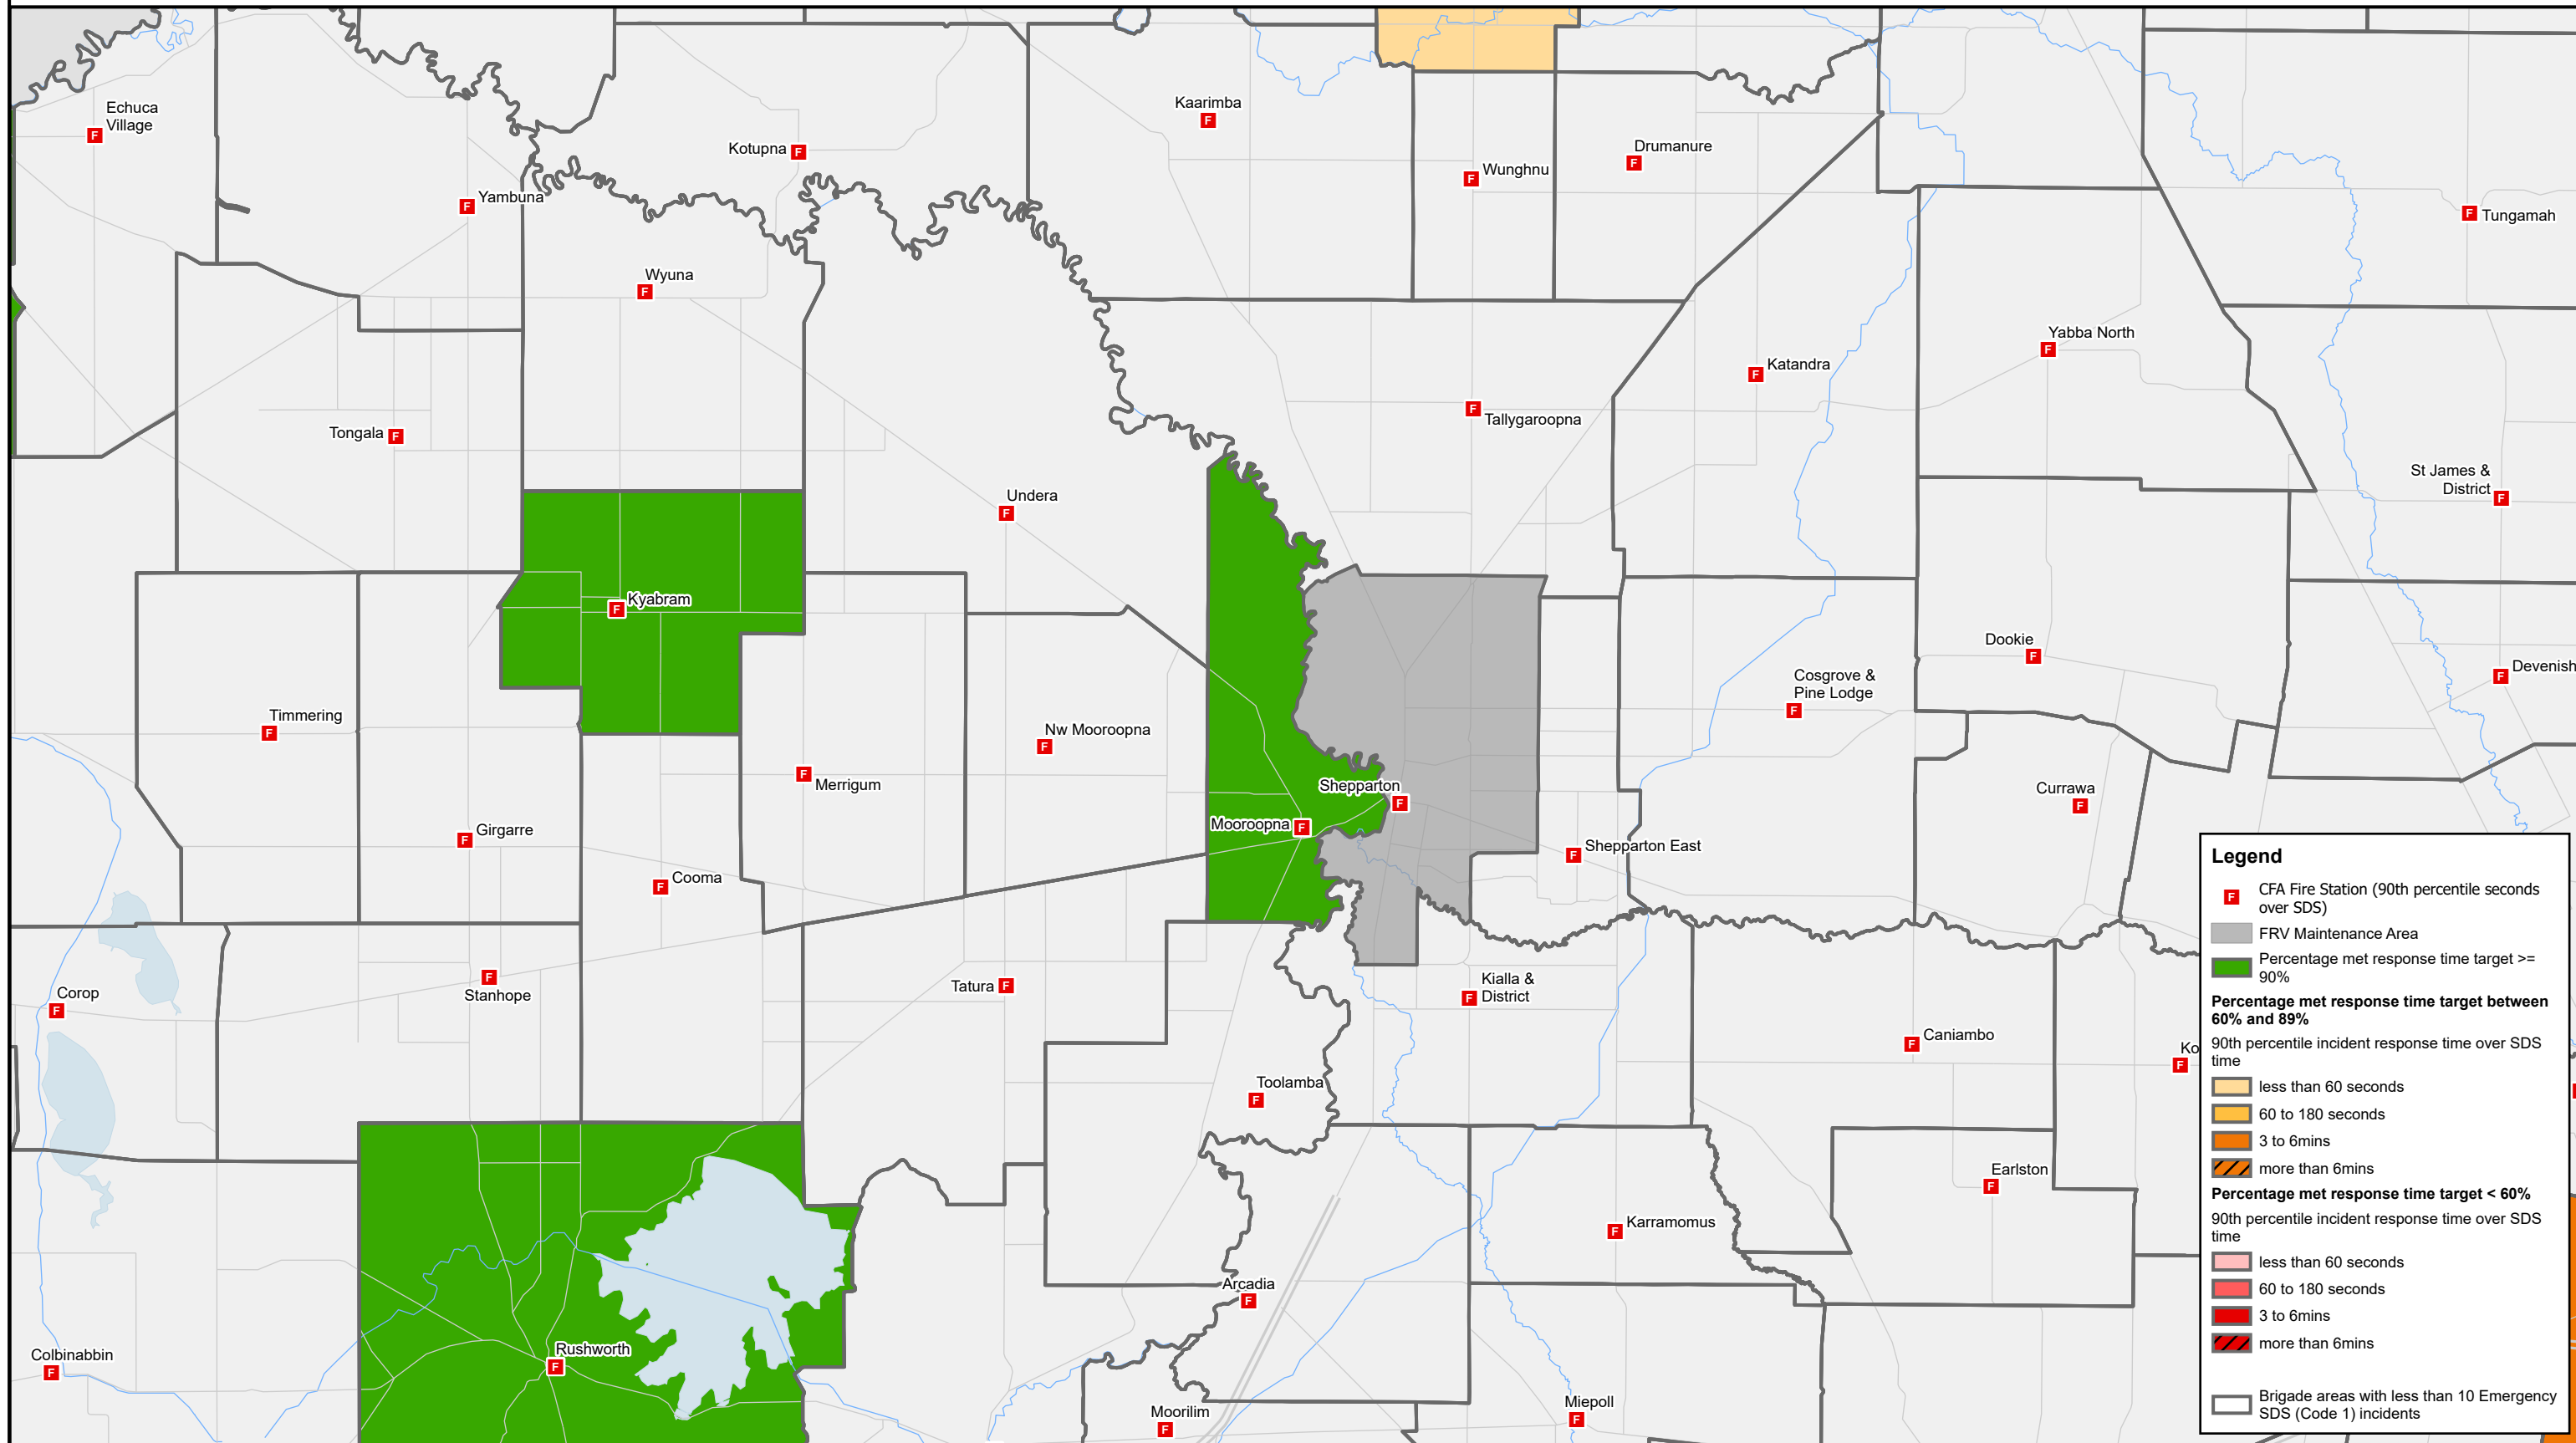 Echuca
Village
Kaarimba
Kotupna
Drumanure
Wunghnu
Yambuna
Tungamah
Wyuna
Yabba North
Katandra
Tallygaroopna
Tongala
St James &
District
Undera
Kyabram
Dookie
Devenish
Cosgrove &
Pine Lodge
Timmering
Nw Mooroopna
Merrigum
Shepparton
Currawa
Mooroopna
Girgarre
Shepparton East
Cooma
Kialla &
District
Tatura
Stanhope
Corop
Caniambo
Ko
Toolamba
Earlston
Karramomus
Arcadia
Rushworth
Colbinabbin
Miepoll
Moorilim
Legend
F CFA Fire Station (90th percentile seconds
over SDS)
FRV Maintenance Area
Percentage met response time target >=
90%
Percentage met response time target between
60% and 89%
90th percentile incident response time over SDS
time
less than 60 seconds
60 to 180 seconds
3 to 6mins
more than 6mins
Percentage met response time target < 60%
90th percentile incident response time over SDS
time
less than 60 seconds
60 to 180 seconds
3 to 6mins
more than 6mins
Brigade areas with less than 10 Emergency
SDS (Code 1) incidents